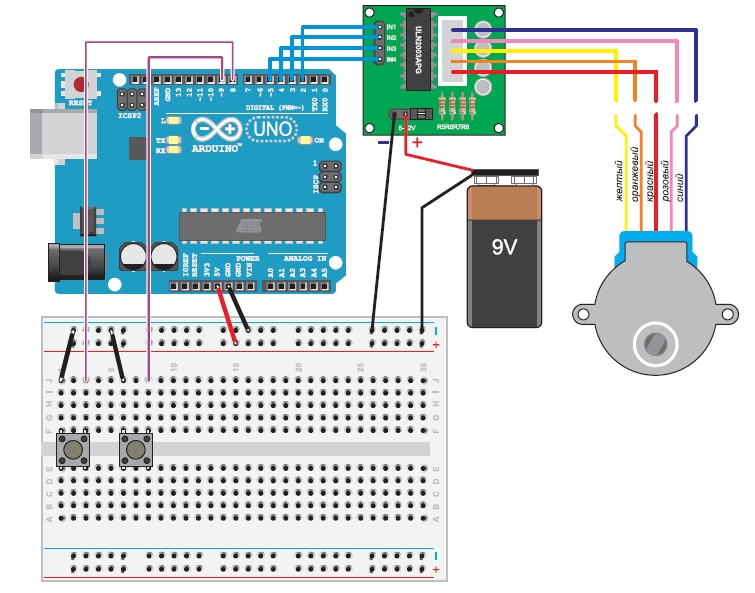 IN1
IN2
IN3
IN4
ULN2003APG
5-12V
R5R6R7R8
- +
RESET
ICSP2
AREF
GND
13
12
~11
~10
~9
8
7
~6
~5
4
~3
2
TX0 1
RX0 0
DIGITAL (PWM=~)
L
TX
RX
UNO
ON
ARDUINO™
1
ISCP
ATMEL
IOREF
RESET
3V3
5V
GND
GND
VIN
POWER
ANALOG IN
A0
A1
A2
A3
A4
A5
9V
желтый
оранжевый
красный
розовый
синий
5
10
15
20
25
30
J
I
H
G
F
E
D
C
B
A
+
+